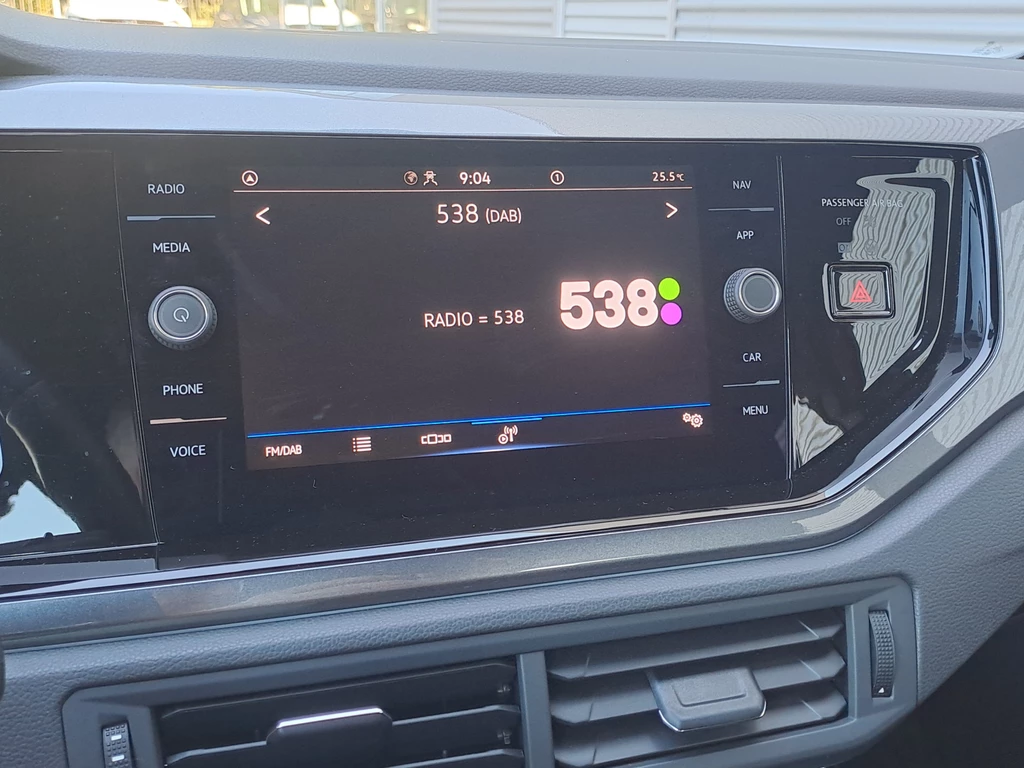 RADIO
MEDIA
PHONE
VOICE
9:04
1
25.5°C
538 (DAB)
RADIO = 538
538
FM/DAB
NAV
APP
CAR
MENU
PASSENGER AIR BAG
OFF